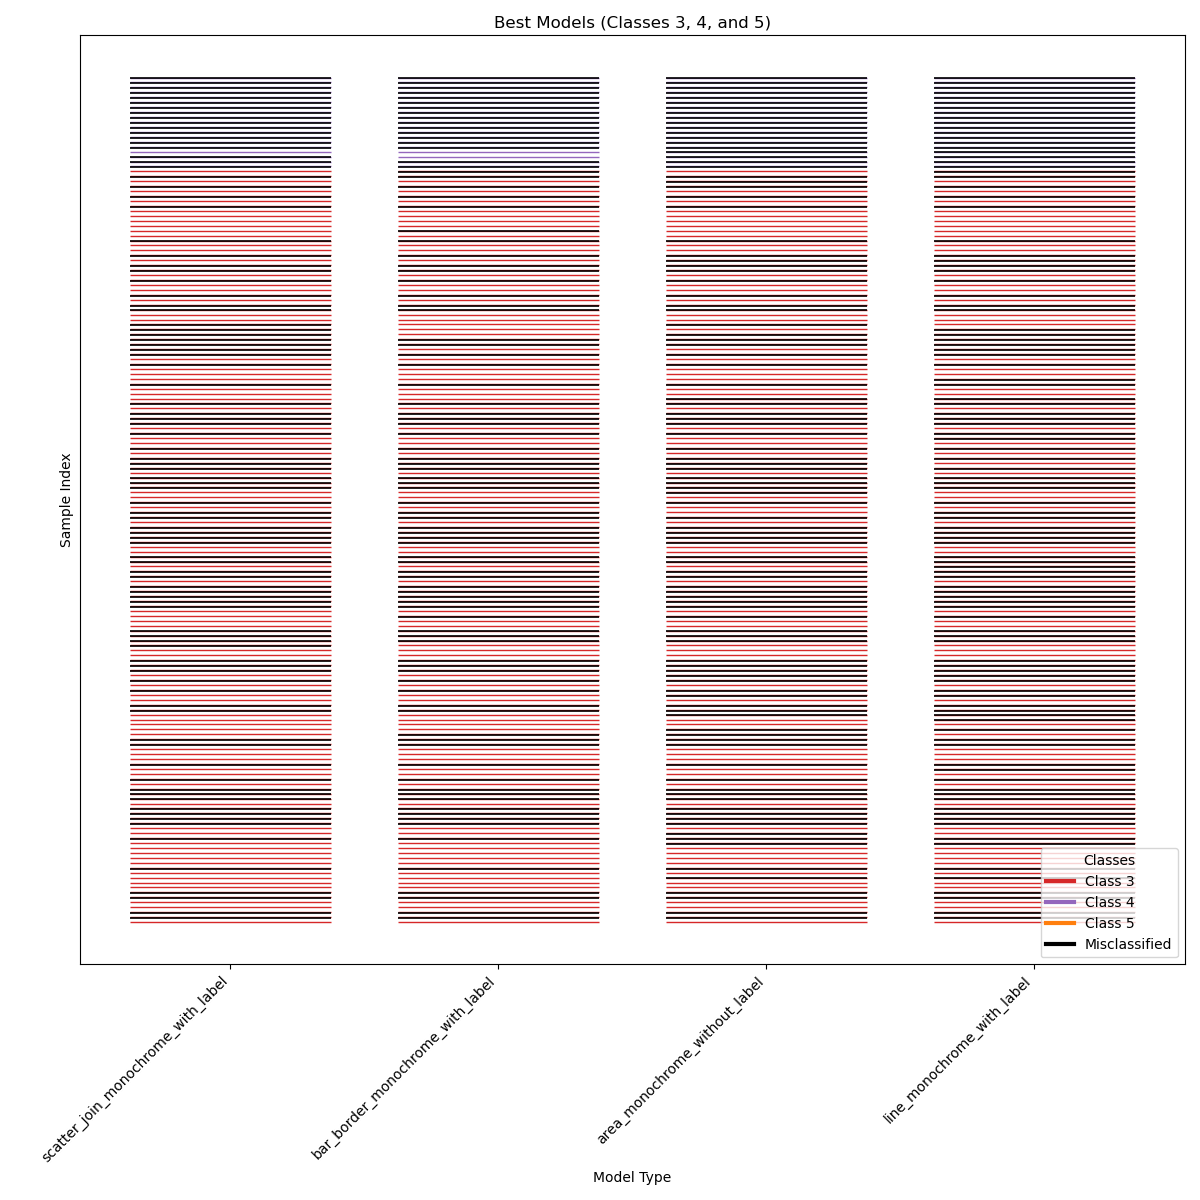 Best Models (Classes 3, 4, and 5)
Sample Index
Classes
Class 3
Class 4
Class 5
Misclassified
scatter_join_monochrome_with_label
bar_border_monochrome_with_label
area_monochrome_without_label
line_monochrome_with_label
Model Type